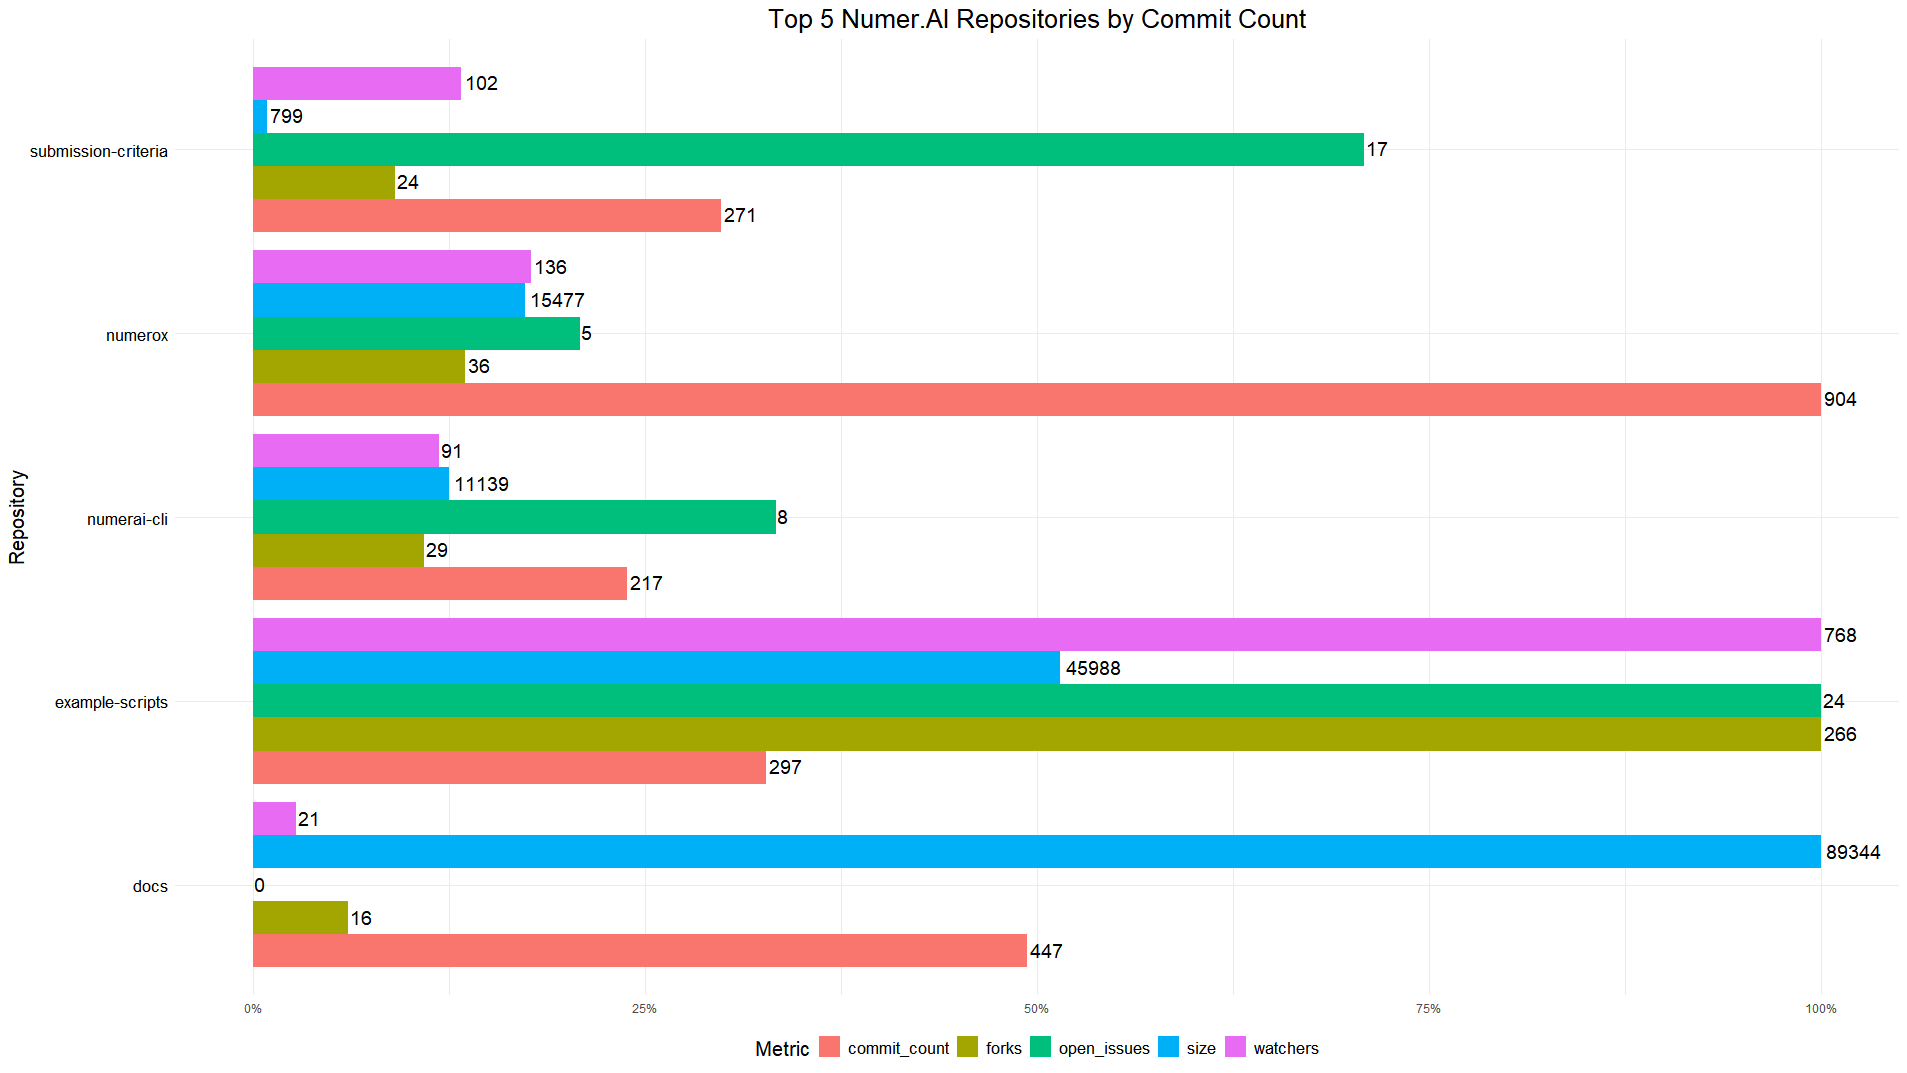 Top 5 Numer.AI Repositories by Commit Count
Repository
submission-criteria
102
799
17
24
271
numerox
136
15477
5
36
904
numerai-cli
91
11139
8
29
217
example-scripts
768
45988
24
266
297
docs
21
89344
0
16
447
0% 25% 50% 75% 100%
Metric commit_count forks open_issues size watchers